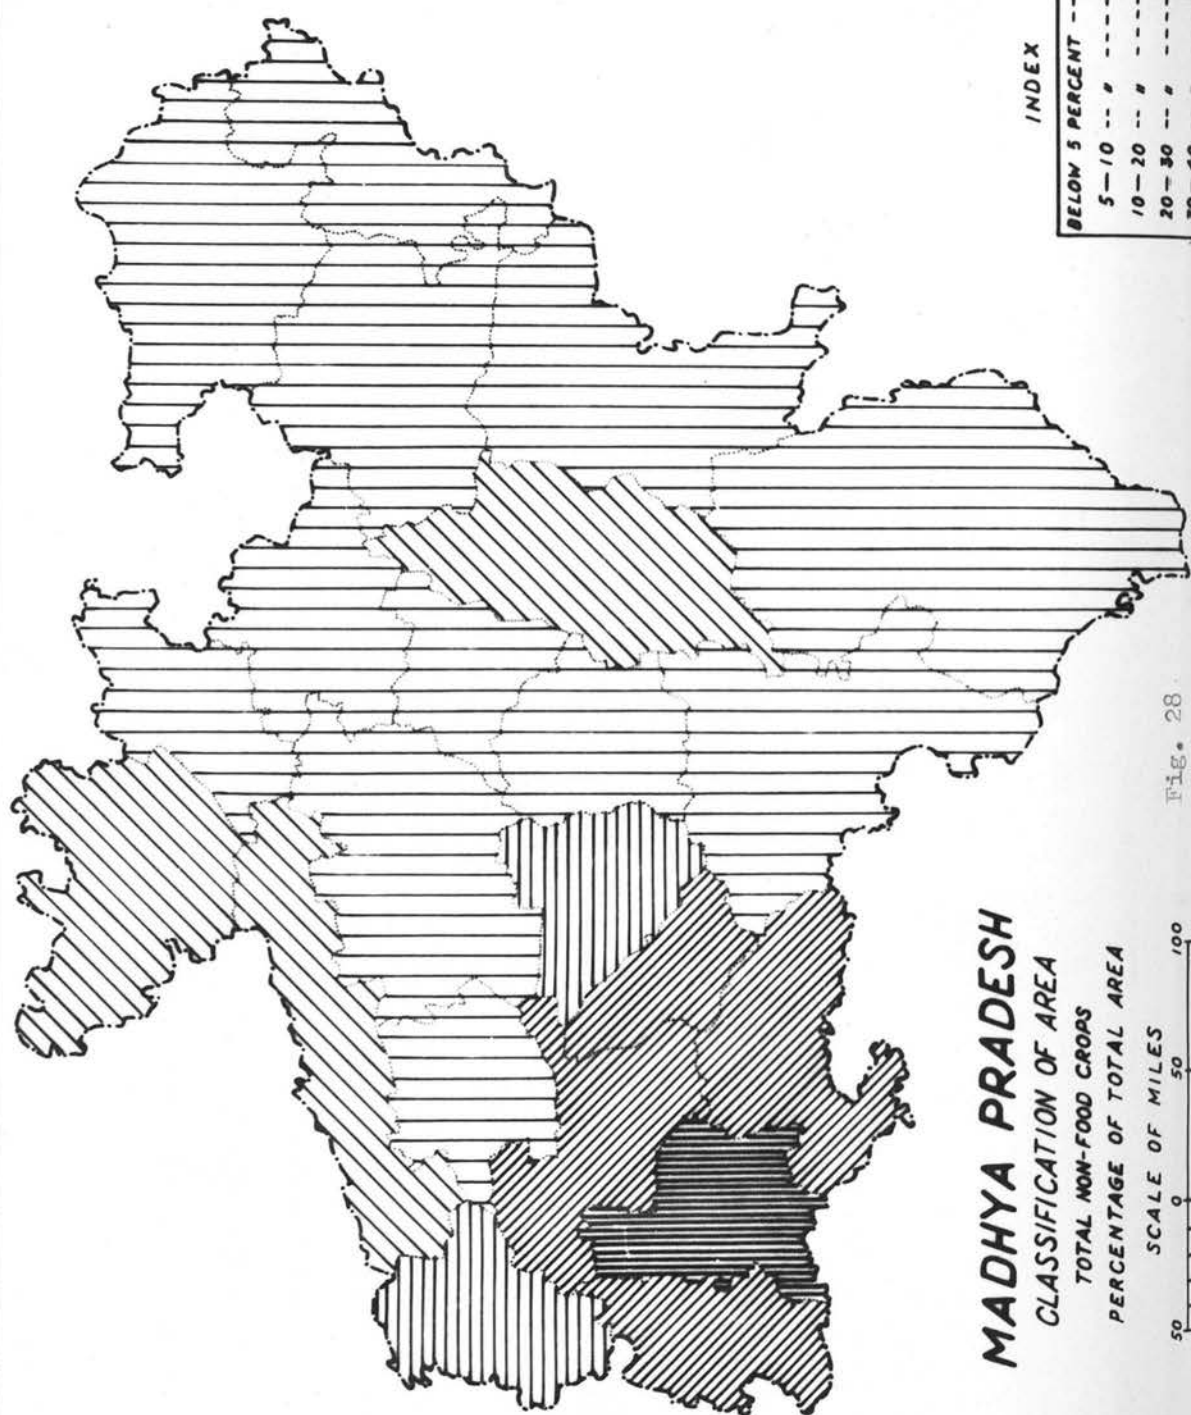 MADHYA PRADESH
CLASSIFICATION OF AREA
TOTAL NON-FOOD CROPS
PERCENTAGE OF TOTAL AREA
SCALE OF MILES
50 0 50 100
INDEX
BELOW 5 PERCENT --
5—10 -- " -----
10—20 -- " -----
20—30 -- " -----
Fig. 28